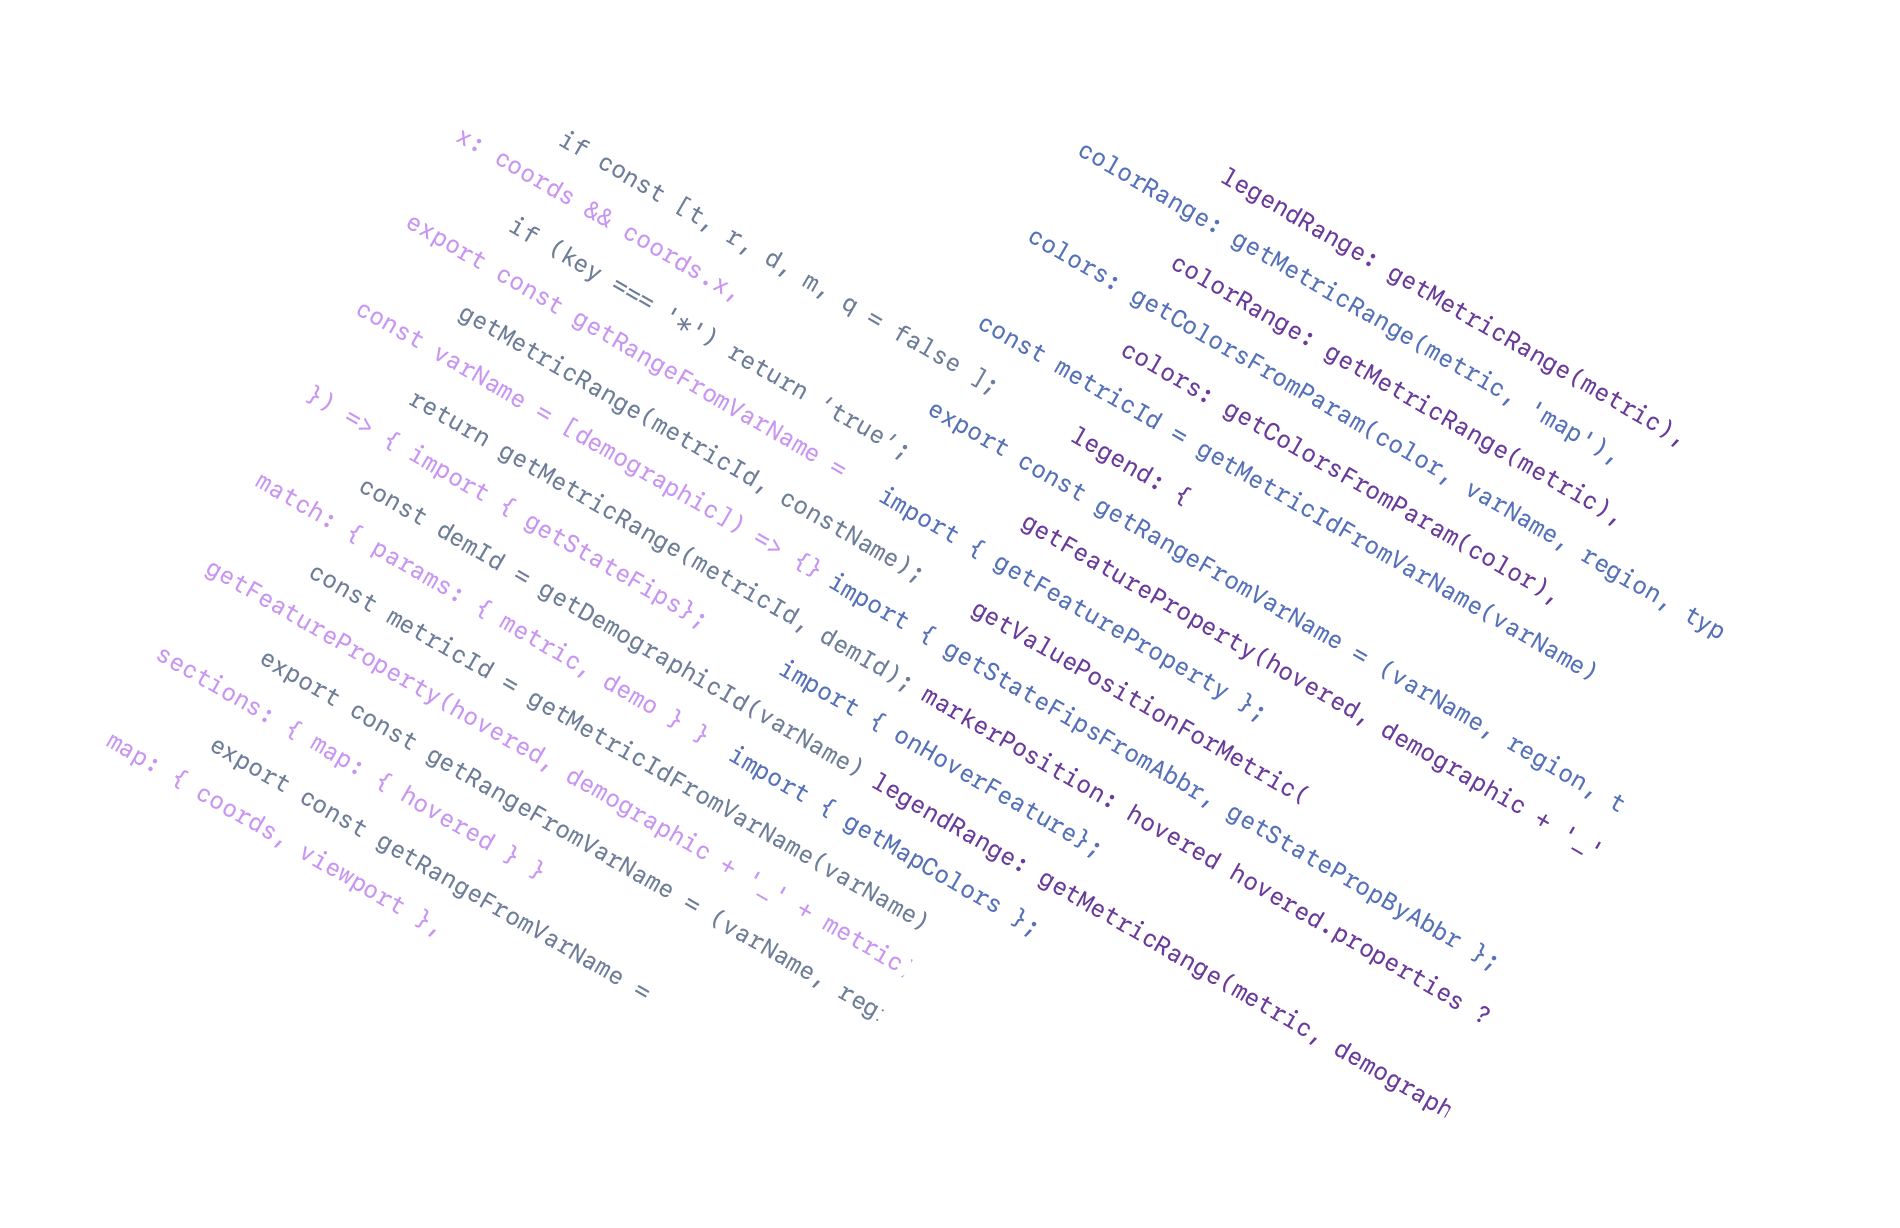 x: coords && coords.x,
export const getRangeFromVarName =
const varName = [demographic]) => {}
}) => { import { getStateFips};
match: { params: { metric, demo } }
getFeatureProperty(hovered, demographic + '_' + metric)
sections: { map: { hovered } }
map: { coords, viewport },
if const [t, r, d, m, q = false ];
if (key === '*') return ‘true’;
getMetricRange(metricId, constName);
return getMetricRange(metricId, demId);
const demId = getDemographicId(varName)
const metricId = getMetricIdFromVarName(varName)
export const getRangeFromVarName = (varName, reg
export const getRangeFromVarName =
colorRange: getMetricRange(metric, 'map'),
colors: getColorsFromParam(color, varName, region, typ
const metricId = getMetricIdFromVarName(varName)
export const getRangeFromVarName = (varName, region, t
import { getFeatureProperty };
import { getStateFipsFromAbbr, getStatePropByAbbr };
import { onHoverFeature};
import { getMapColors };
legendRange: getMetricRange(metric),
colorRange: getMetricRange(metric),
colors: getColorsFromParam(color),
legend: {
getFeatureProperty(hovered, demographic + '_'
getValuePositionForMetric(
markerPosition: hovered hovered.properties ?
legendRange: getMetricRange(metric, demograph